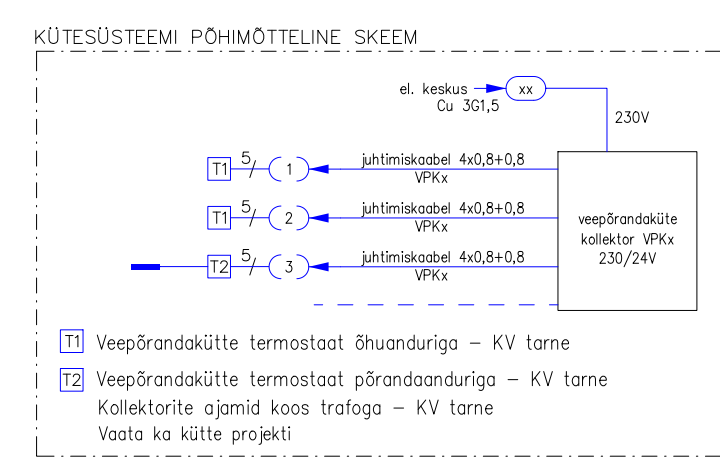 KÜTESÜSTEEMI PÕHIMÕTTELINE SKEEM
el. keskus
Cu 3G1,5
xx
230V
T1 5 1 juhtimiskaabel 4x0,8+0,8
VPKx
T1 5 2 juhtimiskaabel 4x0,8+0,8
VPKx
T2 5 3 juhtimiskaabel 4x0,8+0,8
VPKx
veepõrandaküte
kollektor VPKx
230/24V
T1 Veepõrandakütte termostaat õhuanduriga – KV tarne
T2 Veepõrandakütte termostaat põrandaanduriga – KV tarne
Kollektorite ajamid koos trafoga – KV tarne
Vaata ka kütte projekti